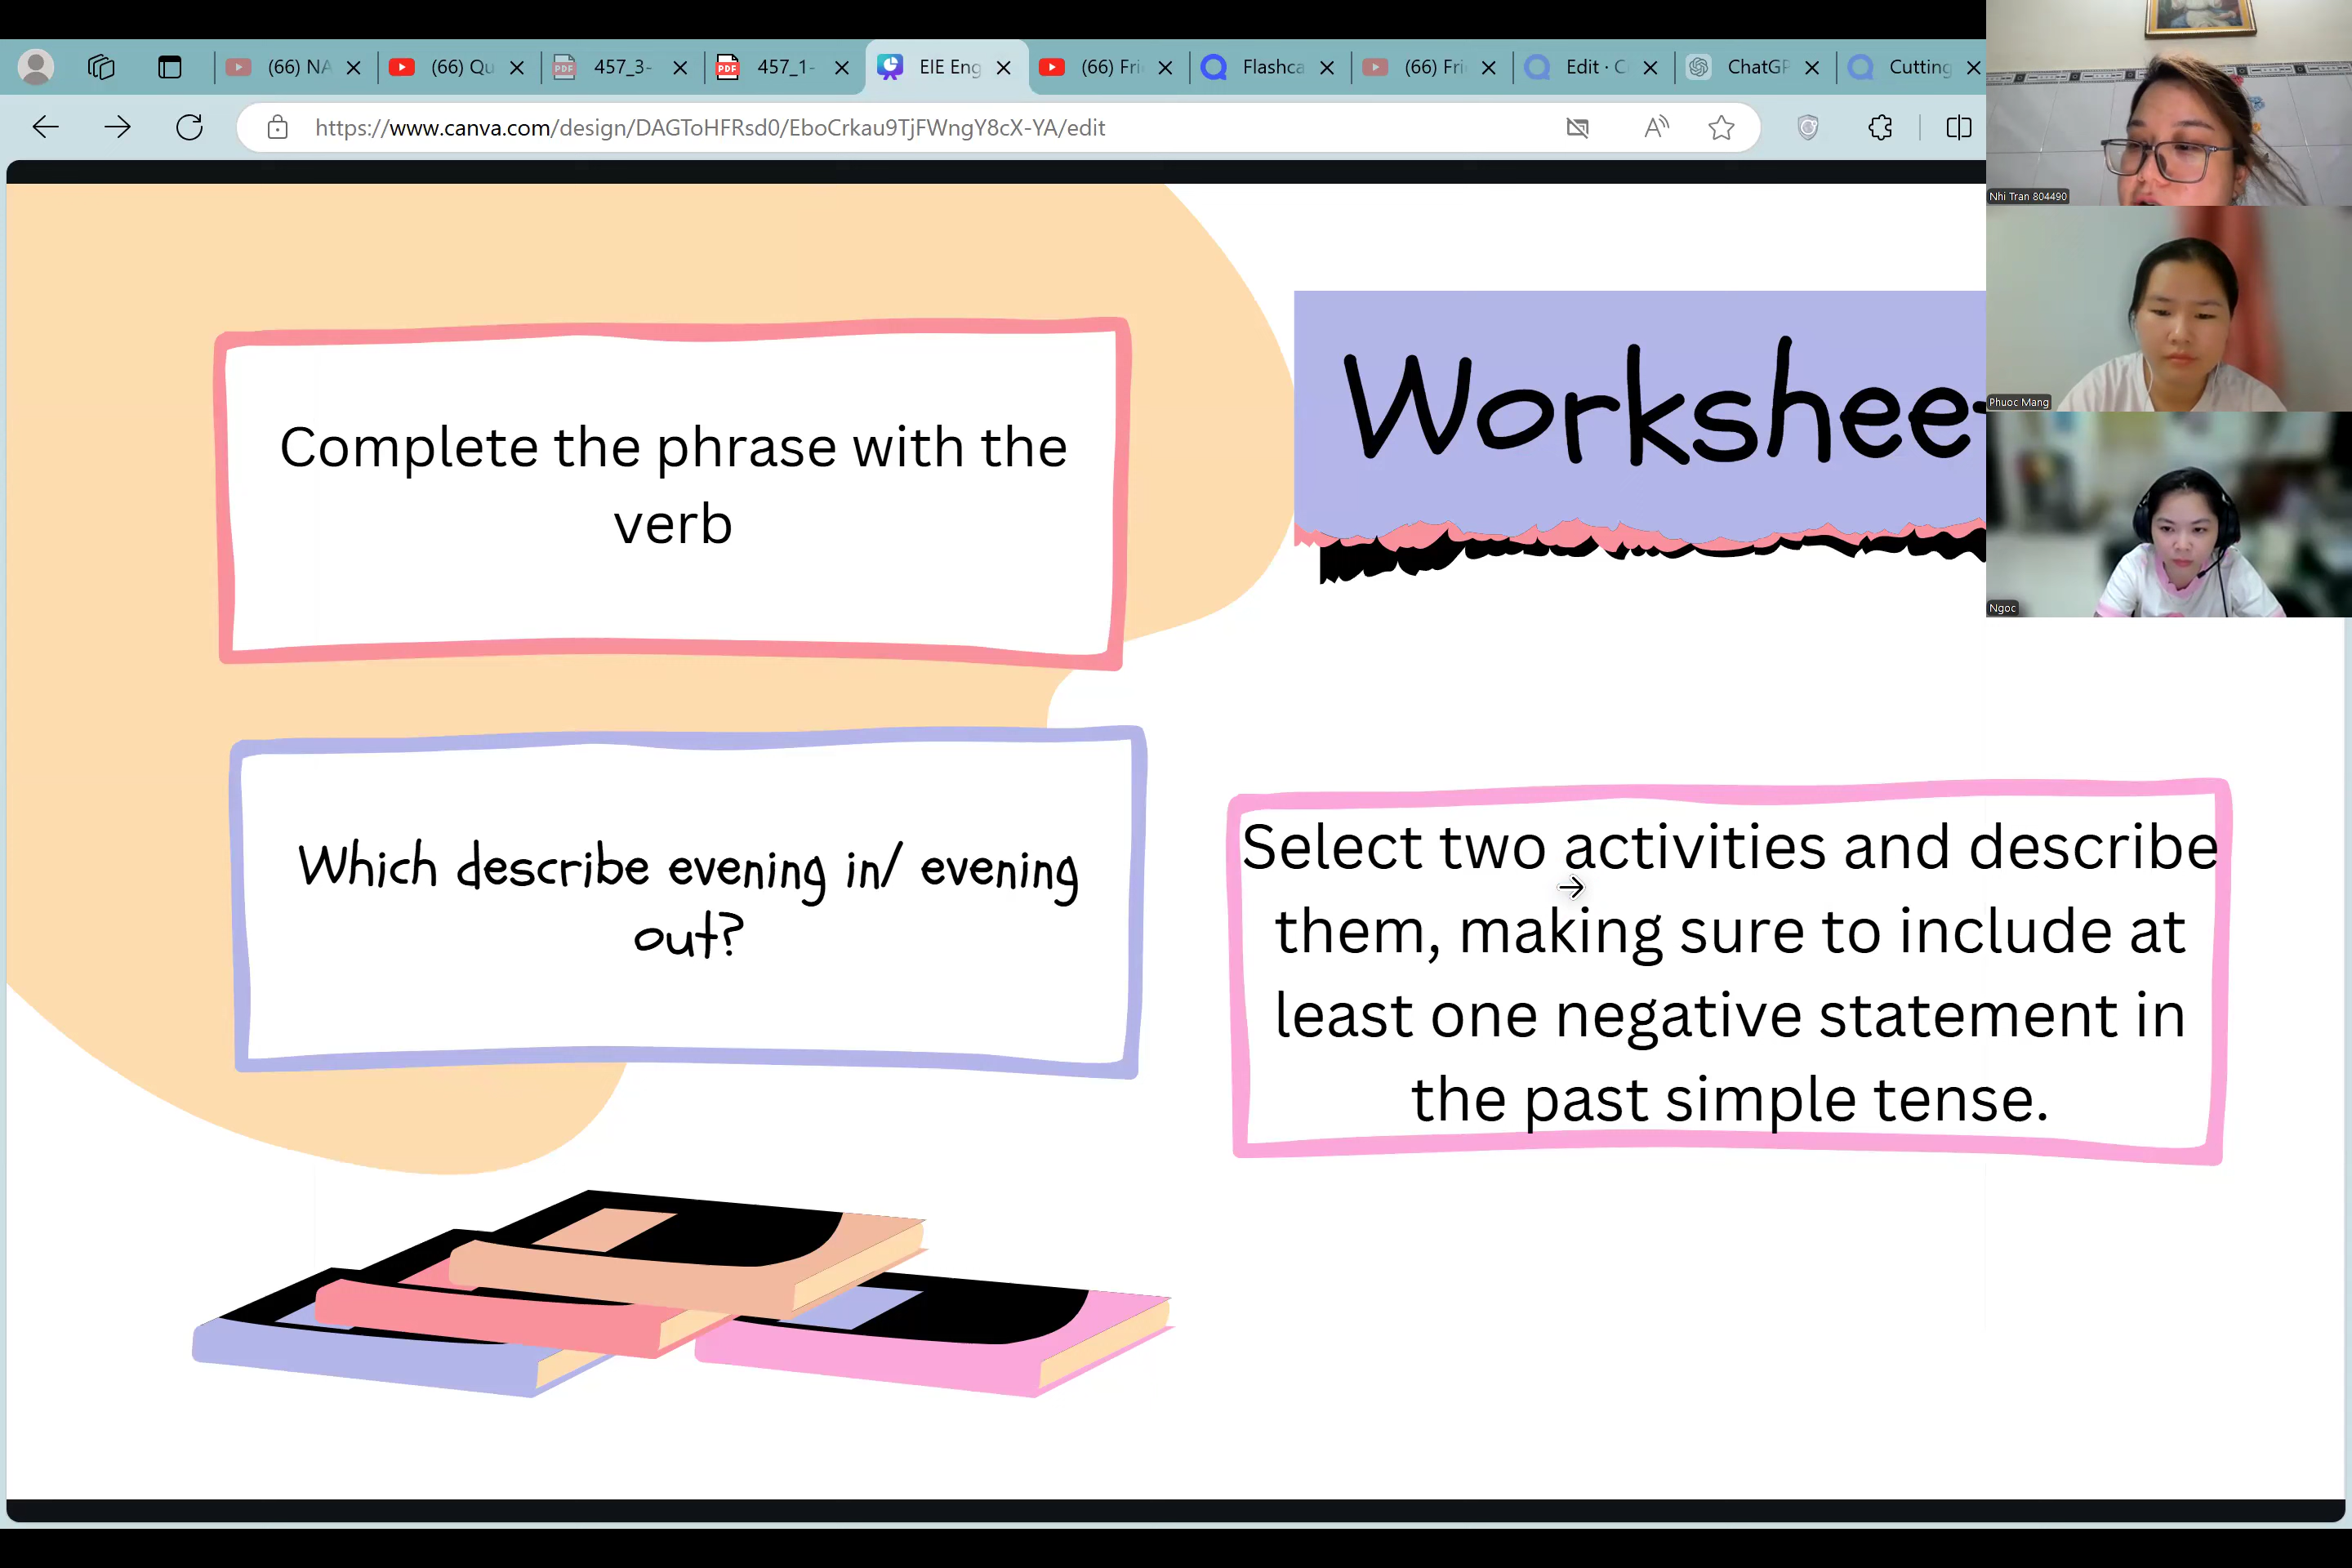 (66) NA
(66) Qu
457_3-
457_1-
EIE Eng
(66) Fri
Flashca
(66) Fri
Edit · C
ChatGP
Cutting
https://www.canva.com/design/DAGToHFRsd0/EboCrkau9TjFWngY8cX-YA/edit
Complete the phrase with the
verb
Workshee
Which describe evening in/ evening
out?
Select two activities and describe
them, making sure to include at
least one negative statement in
the past simple tense.
Nhi Tran 804490
Phuoc Mang
Ngoc